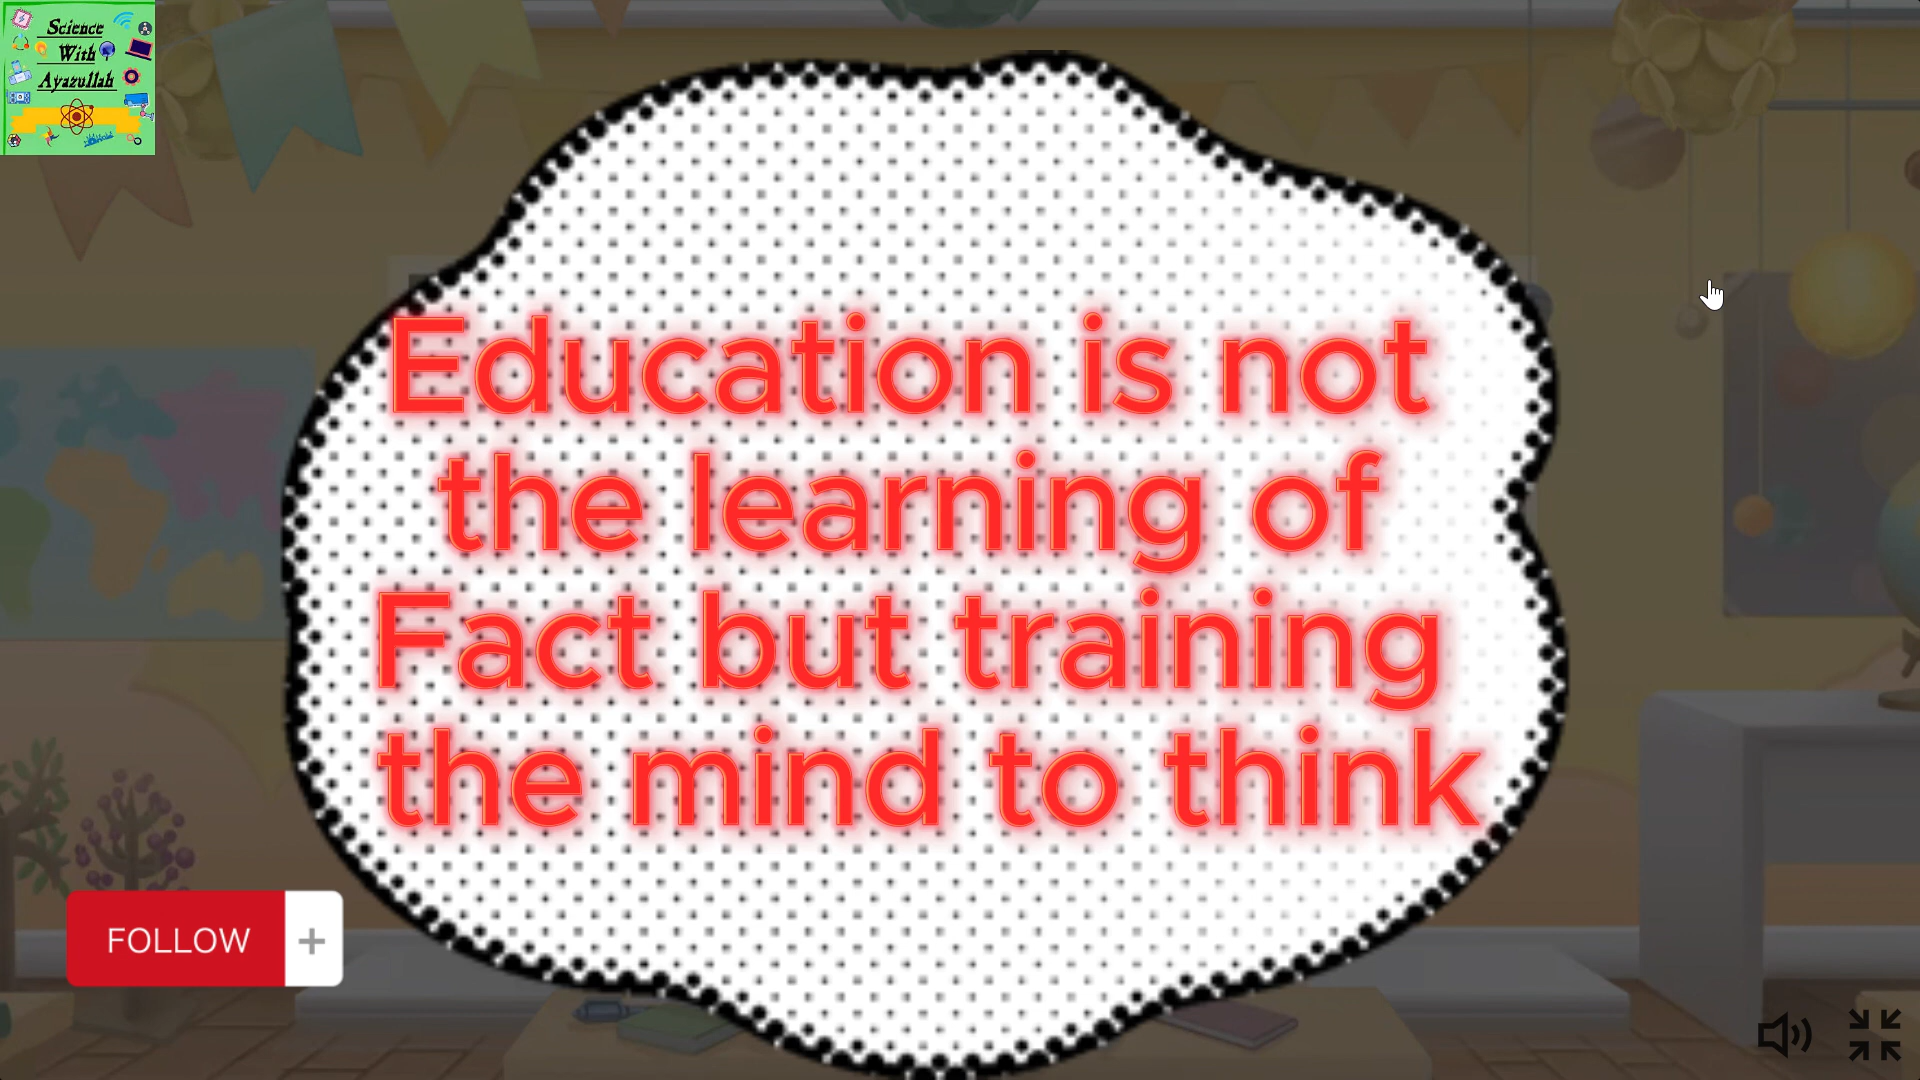 Science
With
Ayazullah
Education is not
the learning of
Fact but training
the mind to think
FOLLOW +